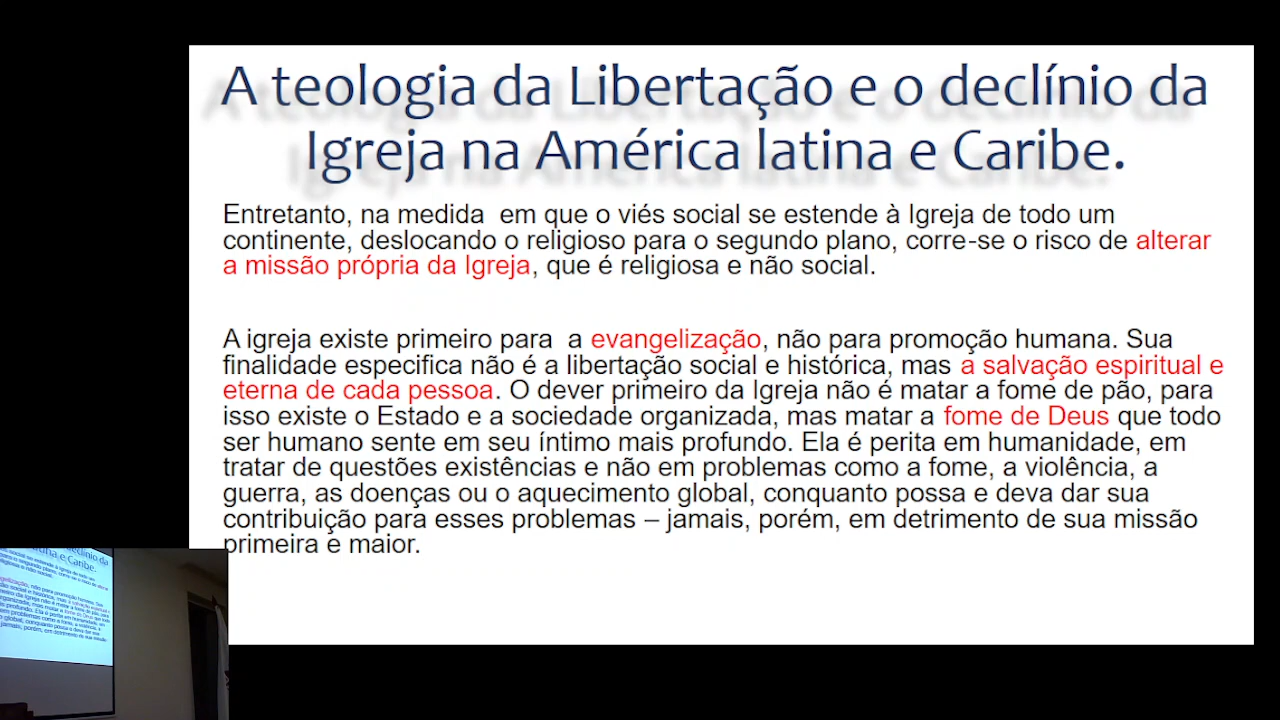 A teologia da Libertação e o declínio da
Igreja na América latina e Caribe.
Entretanto, na medida  em que o viés social se estende à Igreja de todo um
continente, deslocando o religioso para o segundo plano, corre-se o risco de alterar
a missão própria da Igreja, que é religiosa e não social.
A igreja existe primeiro para  a evangelização, não para promoção humana. Sua
finalidade especifica não é a libertação social e histórica, mas a salvação espiritual e
eterna de cada pessoa. O dever primeiro da Igreja não é matar a fome de pão, para
isso existe o Estado e a sociedade organizada, mas matar a fome de Deus que todo
ser humano sente em seu íntimo mais profundo. Ela é perita em humanidade, em
tratar de questões existências e não em problemas como a fome, a violência, a
guerra, as doenças ou o aquecimento global, conquanto possa e deva dar sua
contribuição para esses problemas – jamais, porém, em detrimento de sua missão
primeira e maior.